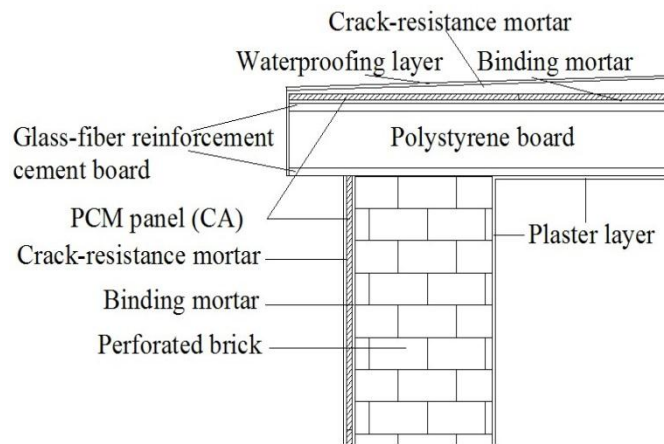 Crack-resistance mortar
Waterproofing layer
Binding mortar
Glass-fiber reinforcement
cement board
Polystyrene board
PCM panel (CA)
Plaster layer
Crack-resistance mortar
Binding mortar
Perforated brick